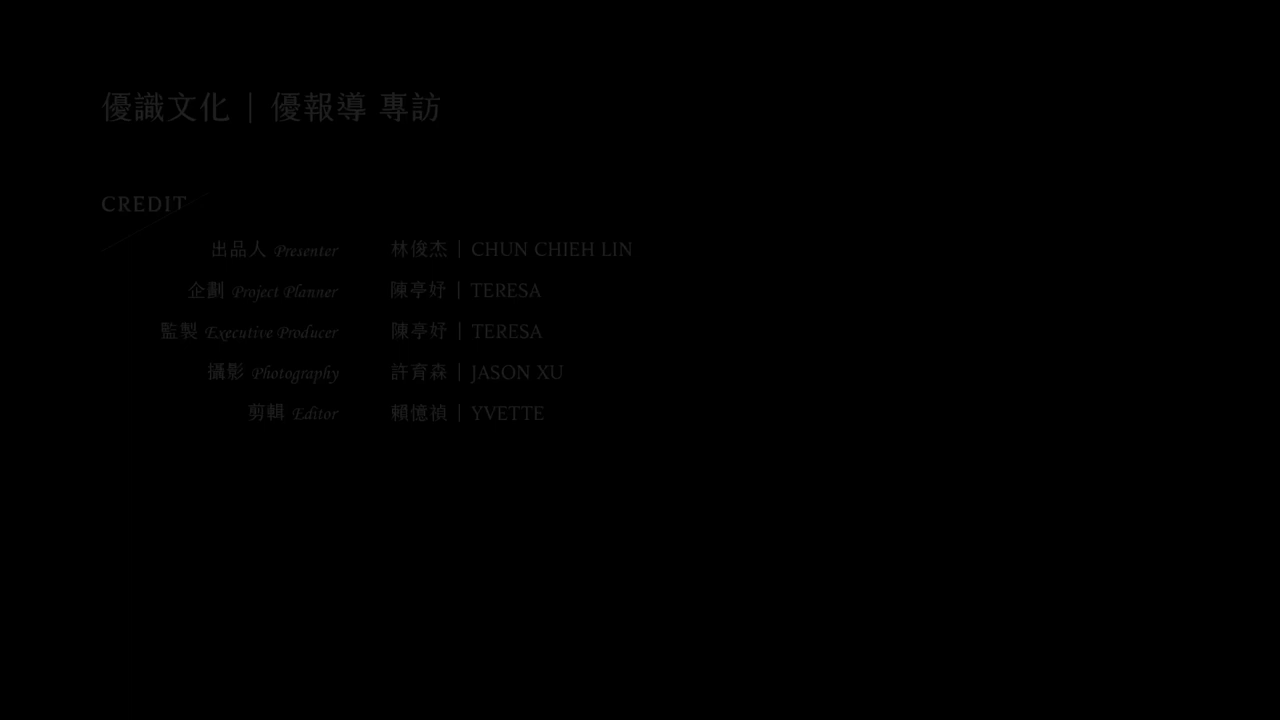 優識文化｜優報導 專訪
CREDIT
出品人 Presenter 林俊杰｜CHUN CHIEH LIN
企劃 Project Planner 陳亭妤｜TERESA
監製 Executive Producer 陳亭妤｜TERESA
攝影 Photography 許育森｜JASON XU
剪輯 Editor 賴憶禎｜YVETTE